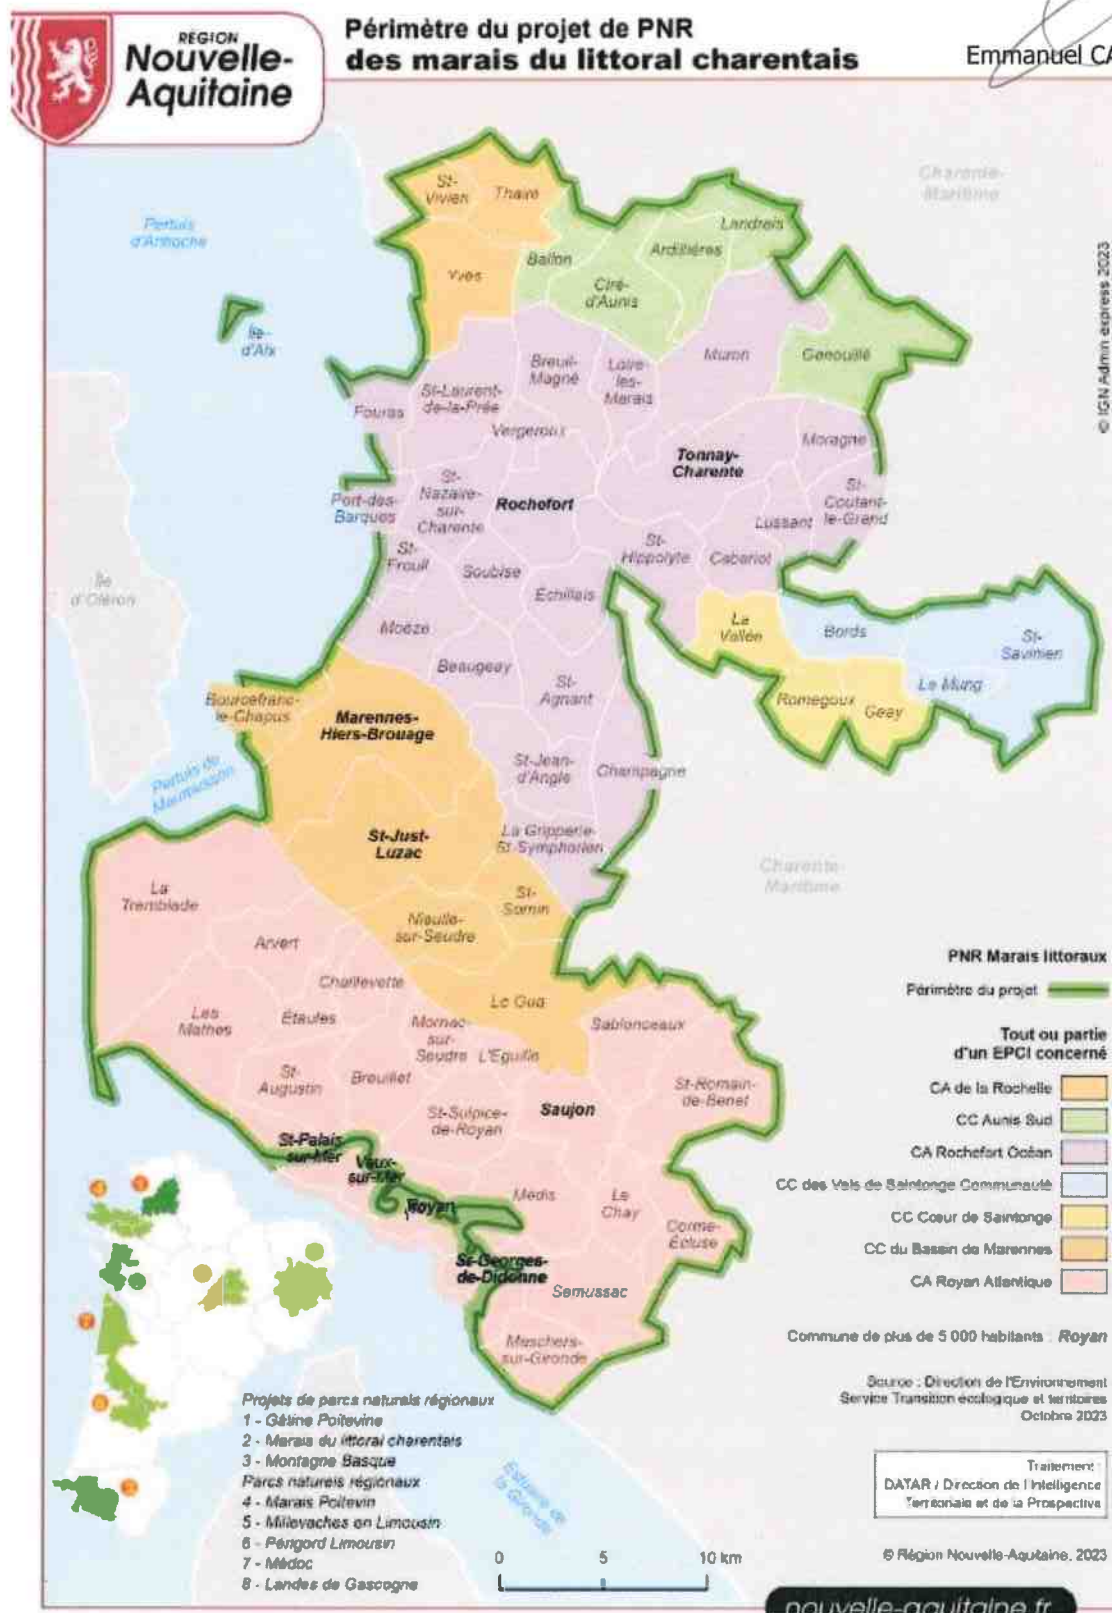 RÉGION
Nouvelle-
Aquitaine
Périmètre du projet de PNR
des marais du littoral charentais
Emmanuel CA
Charente-
Maritime
© IGN Admin express 2023
Pertuis
d'Antioche
Île-
d'Aix
St-
Vivien
Thairé
Yves
Ballon
Ciré-
d'Aunis
Ardillières
Landrais
Genouillé
Muron
Breuil-
Magné
Loire-
les-
Marais
St-Laurent-
de-la-Prée
Fouras
Vergeroux
Tonnay-
Charente
Moragne
St-
Coutant-
le-Grand
Lussant
Port-des-
Barques
St-
Nazaire-
sur-
Charente
Rochefort
St-
Hippolyte
Cabariot
St-
Froult
Soubise
Echillais
Île
d'Oléron
Moëze
Beaugeay
St-
Agnant
La
Vallée
Bords
St-
Savinien
Le Mung
Romegoux
Geay
Bourcefranc-
le-Chapus
Marennes-
Hiers-Brouage
Pertuis de
Maumusson
St-Jean-
d'Angle
Champagne
St-Just-
Luzac
La Gripperie-
St-Symphorien
Charente-
Maritime
La
Tremblade
St-
Sornin
Nieulle-
sur-Seudre
Arvert
Chaillevette
Le Gua
Les
Mathes
Étaules
Mornac-
sur-
Seudre
L'Eguille
Sablonceaux
St-
Augustin
Breuillet
St-Romain-
de-Benet
St-Sulpice-
de-Royan
Saujon
St-Palais
sur-Mer
Vaux-
sur-Mer
Royan
Médis
Le
Chay
Corme-
Écluse
St-Georges-
de-Didonne
Semussac
Meschers-
sur-Gironde
Estuaire de
la Gironde
PNR Marais littoraux
Périmètre du projet
Tout ou partie
d'un EPCI concerné
CA de la Rochelle
CC Aunis Sud
CA Rochefort Océan
CC des Vals de Saintonge Communauté
CC Cœur de Saintonge
CC du Bassin de Marennes
CA Royan Atlantique
Commune de plus de 5 000 habitants : Royan
Source : Direction de l'Environnement
Service Transition écologique et territoires
Octobre 2023
Traitement :
DATAR / Direction de l'Intelligence
Territoriale et de la Prospective
© Région Nouvelle-Aquitaine, 2023
4
1
7
8
3
Projets de parcs naturels régionaux
1 - Gâtine Poitevine
2 - Marais du littoral charentais
3 - Montagne Basque
Parcs naturels régionaux
4 - Marais Poitevin
5 - Millevaches en Limousin
6 - Périgord Limousin
7 - Médoc
8 - Landes de Gascogne
0 5 10 km
nouvelle-aquitaine.fr